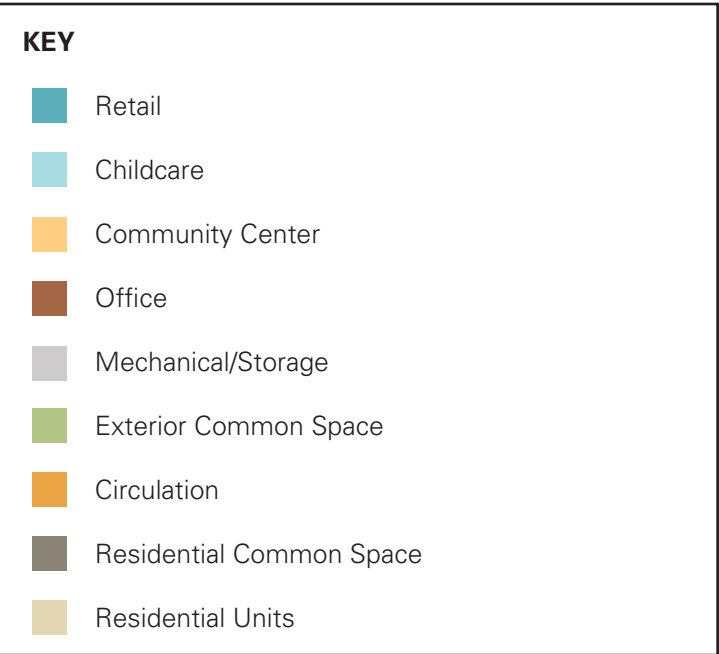 KEY
Retail
Childcare
Community Center
Office
Mechanical/Storage
Exterior Common Space
Circulation
Residential Common Space
Residential Units